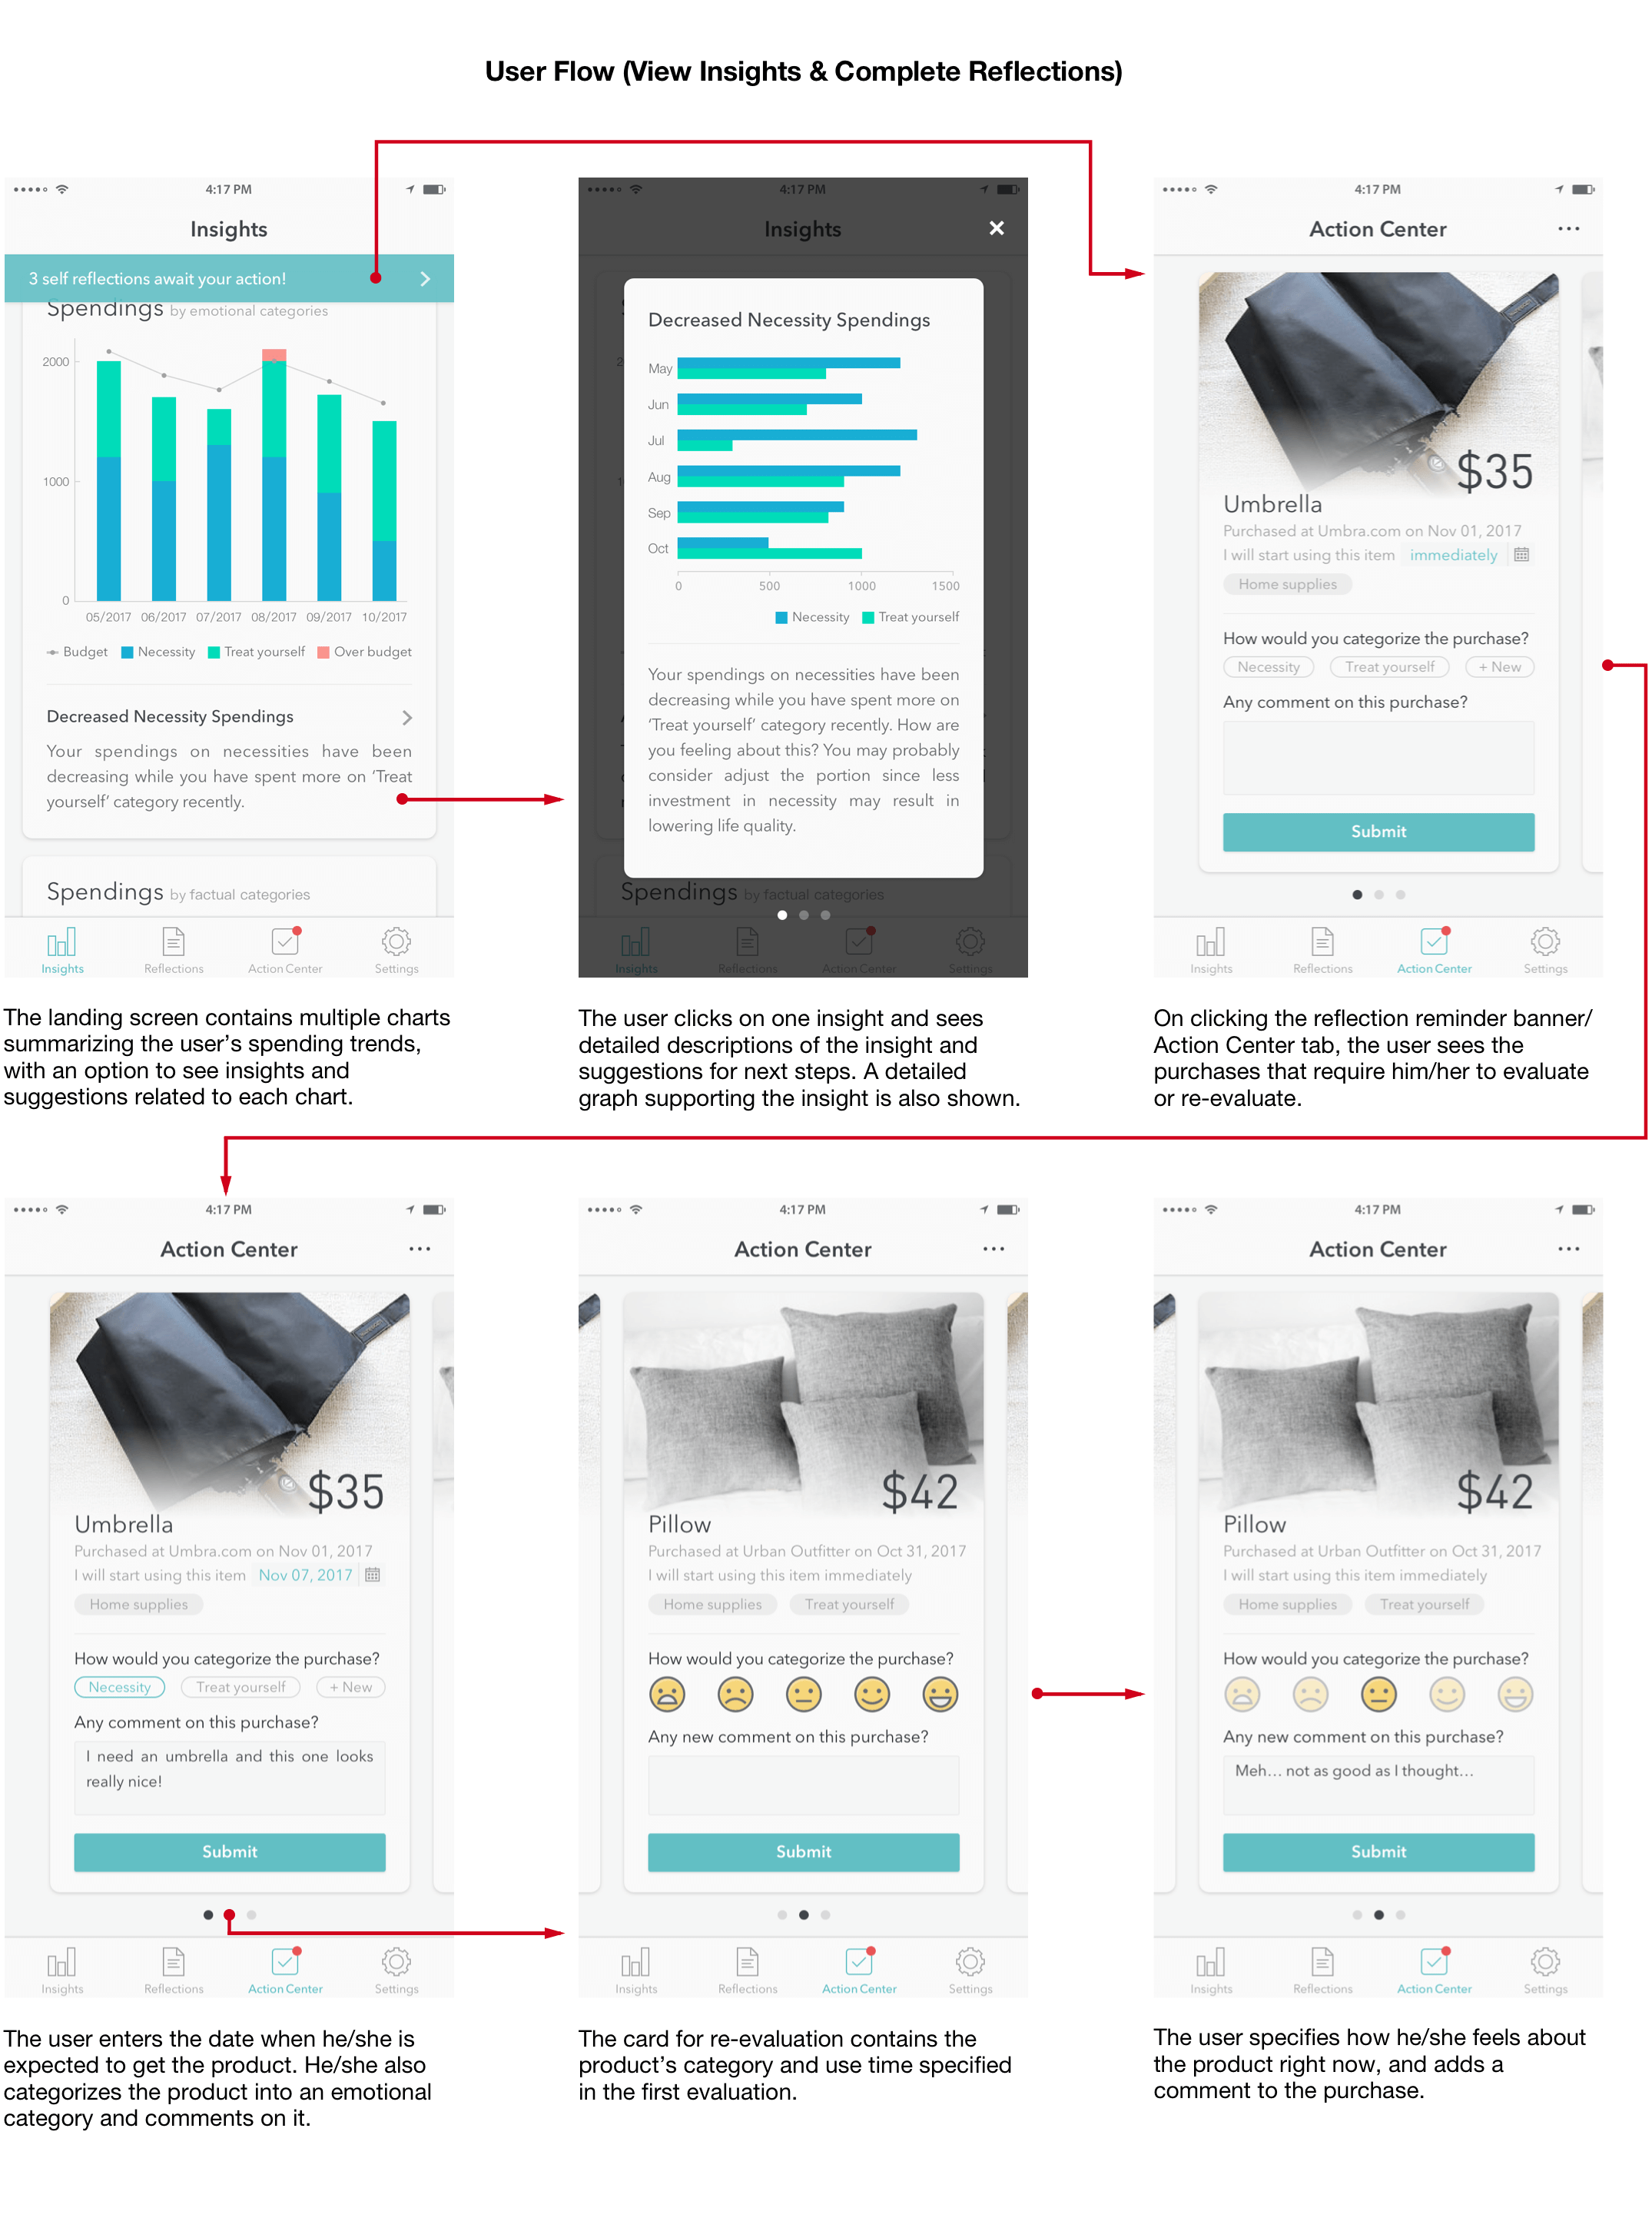 User Flow (View Insights & Complete Reflections)
4:17 PM
Insights
3 self reflections await your action!
Spendings by emotional categories
2000
1000
0
05/2017 06/2017 07/2017 08/2017 09/2017 10/2017
Budget Necessity Treat yourself Over budget
Decreased Necessity Spendings
Your spendings on necessities have been
decreasing while you have spent more on ‘Treat
yourself’ category recently.
Spendings by factual categories
Insights Reflections Action Center Settings
The landing screen contains multiple charts
summarizing the user’s spending trends,
with an option to see insights and
suggestions related to each chart.
4:17 PM
Insights
Decreased Necessity Spendings
May
Jun
Jul
Aug
Sep
Oct
0 500 1000 1500
Necessity Treat yourself
Your spendings on necessities have been
decreasing while you have spent more on
‘Treat yourself’ category recently. How are
you feeling about this? You may probably
consider adjust the portion since less
investment in necessity may result in
lowering life quality.
Spendings by factual categories
Insights Reflections Action Center Settings
The user clicks on one insight and sees
detailed descriptions of the insight and
suggestions for next steps. A detailed
graph supporting the insight is also shown.
4:17 PM
Action Center
$35
Umbrella
Purchased at Umbra.com on Nov 01, 2017
I will start using this item immediately
Home supplies
How would you categorize the purchase?
Necessity Treat yourself + New
Any comment on this purchase?
Submit
Insights Reflections Action Center Settings
On clicking the reflection reminder banner/
Action Center tab, the user sees the
purchases that require him/her to evaluate
or re-evaluate.
4:17 PM
Action Center
$35
Umbrella
Purchased at Umbra.com on Nov 01, 2017
I will start using this item Nov 07, 2017
Home supplies
How would you categorize the purchase?
Necessity Treat yourself + New
Any comment on this purchase?
I need an umbrella and this one looks
really nice!
Submit
Insights Reflections Action Center Settings
The user enters the date when he/she is
expected to get the product. He/she also
categorizes the product into an emotional
category and comments on it.
4:17 PM
Action Center
$42
Pillow
Purchased at Urban Outfitter on Oct 31, 2017
I will start using this item immediately
Home supplies Treat yourself
How would you categorize the purchase?
Any new comment on this purchase?
Submit
Insights Reflections Action Center Settings
The card for re-evaluation contains the
product’s category and use time specified
in the first evaluation.
4:17 PM
Action Center
$42
Pillow
Purchased at Urban Outfitter on Oct 31, 2017
I will start using this item immediately
Home supplies Treat yourself
How would you categorize the purchase?
Any new comment on this purchase?
Meh... not as good as I thought...
Submit
Insights Reflections Action Center Settings
The user specifies how he/she feels about
the product right now, and adds a
comment to the purchase.